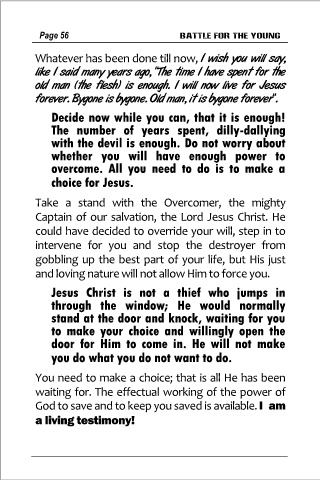 Page 56 BATTLE FOR THE YOUNG
Whatever has been done till now, I wish you will say,
like I said many years ago, "The time I have spent for the
old man (the flesh) is enough. I will now live for Jesus
forever. Bygone is bygone. Old man, it is bygone forever".
Decide now while you can, that it is enough!
The number of years spent, dilly-dallying
with the devil is enough. Do not worry about
whether you will have enough power to
overcome. All you need to do is to make a
choice for Jesus.
Take a stand with the Overcomer, the mighty
Captain of our salvation, the Lord Jesus Christ. He
could have decided to override your will, step in to
intervene for you and stop the destroyer from
gobbling up the best part of your life, but His just
and loving nature will not allow Him to force you.
Jesus Christ is not a thief who jumps in
through the window; He would normally
stand at the door and knock, waiting for you
to make your choice and willingly open the
door for Him to come in. He will not make
you do what you do not want to do.
You need to make a choice; that is all He has been
waiting for. The effectual working of the power of
God to save and to keep you saved is available. I am
a living testimony!